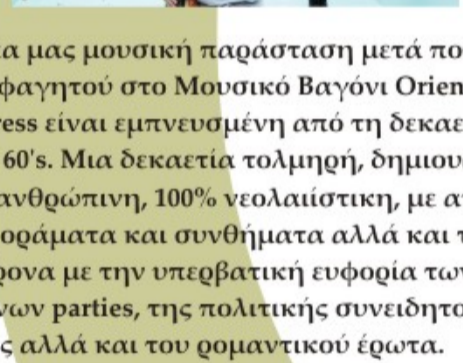 α μας μουσική παράσταση μετά πο
φαγητού στο Μουσικό Βαγόνι Orien
ress είναι εμπνευσμένη από τη δεκαε
60's. Μια δεκαετία τολμηρή, δημιου
ανθρώπινη, 100% νεολαιίστικη, με α
οράματα και συνθήματα αλλά και τ
ρονα με την υπερβατική ευφορία των
νων parties, της πολιτικής συνειδητο
ς αλλά και του ρομαντικού έρωτα.